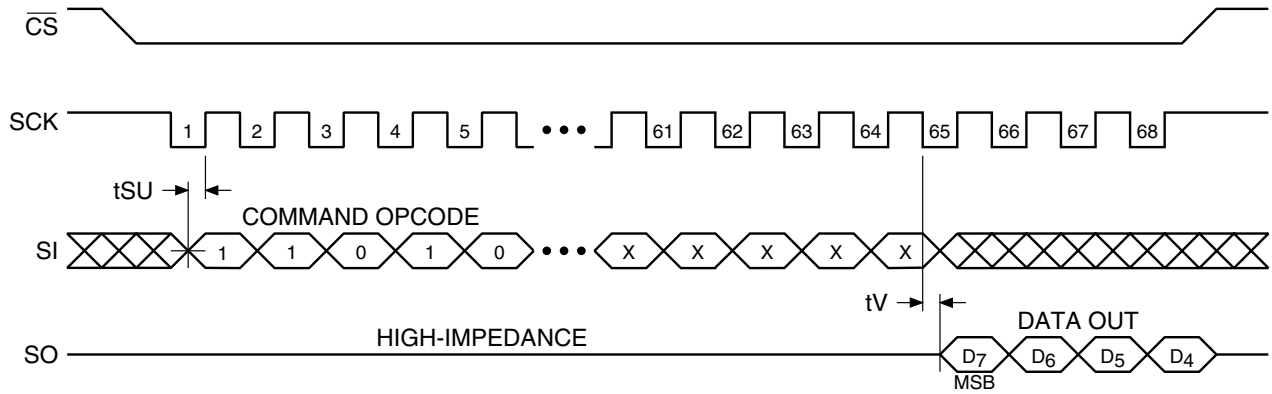 CS
SCK 1 2 3 4 5 ••• 61 62 63 64 65 66 67 68
tSU
COMMAND OPCODE
SI 1 1 0 1 0 ••• X X X X X
tV
HIGH-IMPEDANCE
DATA OUT
SO D7 D6 D5 D4
MSB